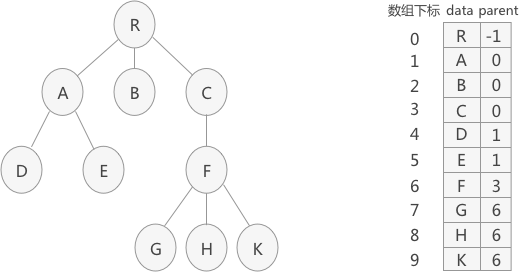 R
A
B
C
D
E
F
G
H
K
数组下标 data parent
0 R -1
1 A 0
2 B 0
3 C 0
4 D 1
5 E 1
6 F 3
7 G 6
8 H 6
9 K 6